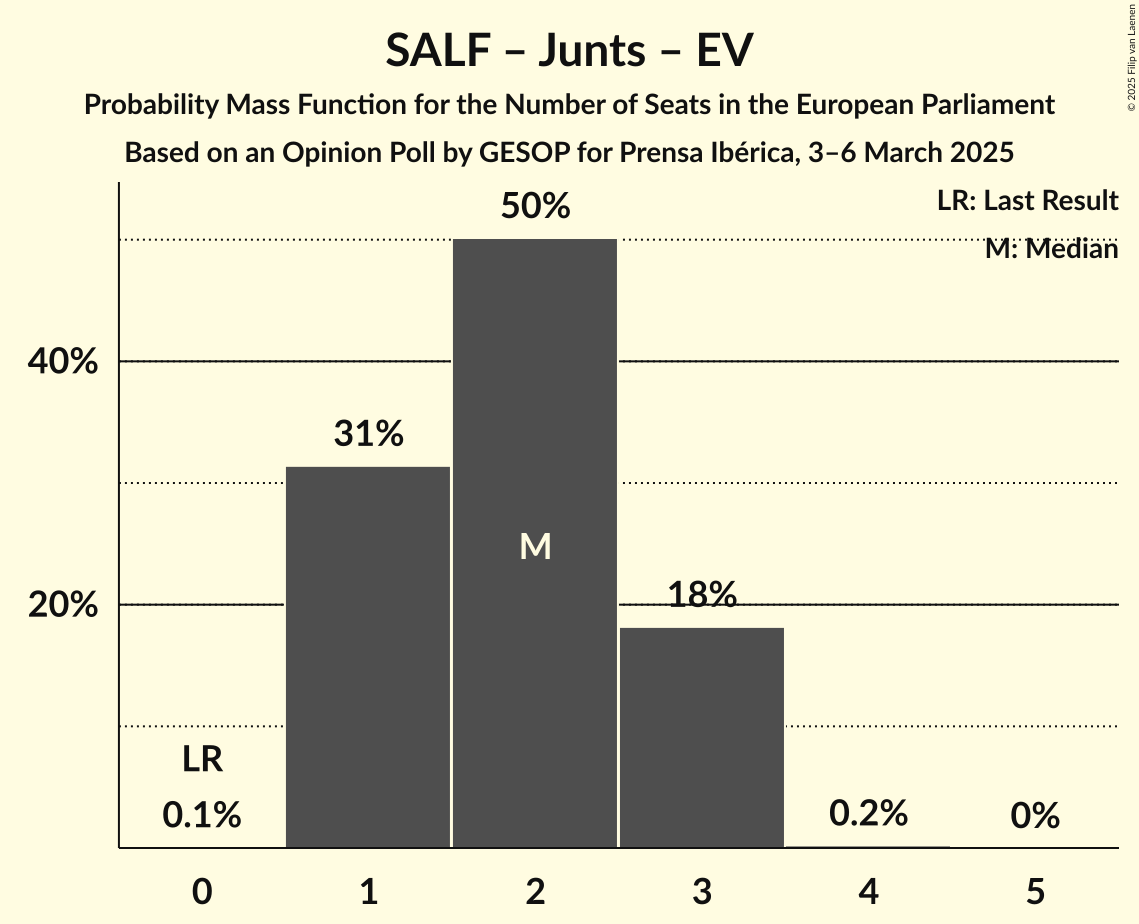 SALF – Junts – EV
Probability Mass Function for the Number of Seats in the European Parliament
Based on an Opinion Poll by GESOP for Prensa Ibérica, 3–6 March 2025
© 2025 Filip van Laenen
LR: Last Result
M: Median
50%
40%
31%
M
20%
18%
LR
0.1%
0.2%
0%
0 1 2 3 4 5